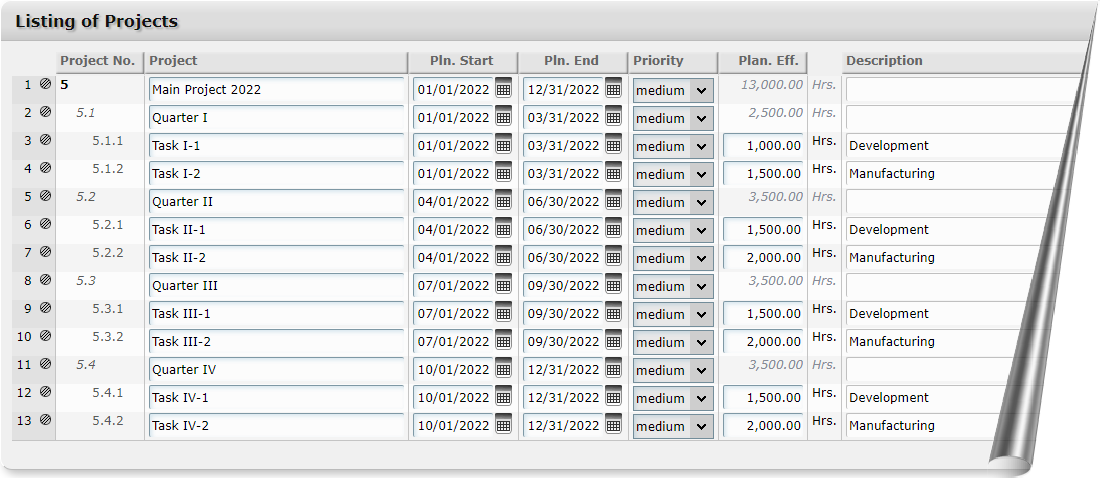 Listing of Projects
Project No. Project Pln. Start Pln. End Priority Plan. Eff. Description
1 5 Main Project 2022 01/01/2022 12/31/2022 medium 13,000.00 Hrs.
2 5.1 Quarter I 01/01/2022 03/31/2022 medium 2,500.00 Hrs.
3 5.1.1 Task I-1 01/01/2022 03/31/2022 medium 1,000.00 Hrs. Development
4 5.1.2 Task I-2 01/01/2022 03/31/2022 medium 1,500.00 Hrs. Manufacturing
5 5.2 Quarter II 04/01/2022 06/30/2022 medium 3,500.00 Hrs.
6 5.2.1 Task II-1 04/01/2022 06/30/2022 medium 1,500.00 Hrs. Development
7 5.2.2 Task II-2 04/01/2022 06/30/2022 medium 2,000.00 Hrs. Manufacturing
8 5.3 Quarter III 07/01/2022 09/30/2022 medium 3,500.00 Hrs.
9 5.3.1 Task III-1 07/01/2022 09/30/2022 medium 1,500.00 Hrs. Development
10 5.3.2 Task III-2 07/01/2022 09/30/2022 medium 2,000.00 Hrs. Manufacturing
11 5.4 Quarter IV 10/01/2022 12/31/2022 medium 3,500.00 Hrs.
12 5.4.1 Task IV-1 10/01/2022 12/31/2022 medium 1,500.00 Hrs. Development
13 5.4.2 Task IV-2 10/01/2022 12/31/2022 medium 2,000.00 Hrs. Manufacturing